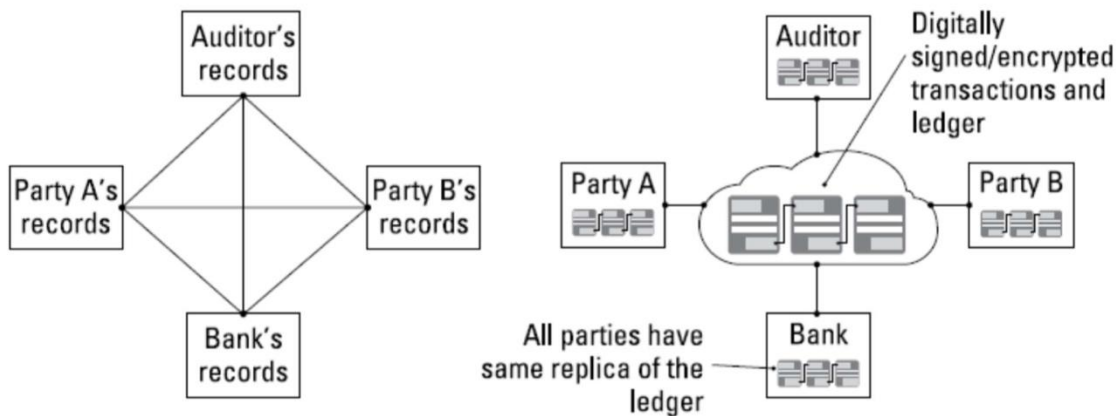 Auditor's
records
Party A's
records
Party B's
records
Bank's
records
Auditor
Digitally
signed/encrypted
transactions and
ledger
Party A
Party B
Bank
All parties have
same replica of the
ledger